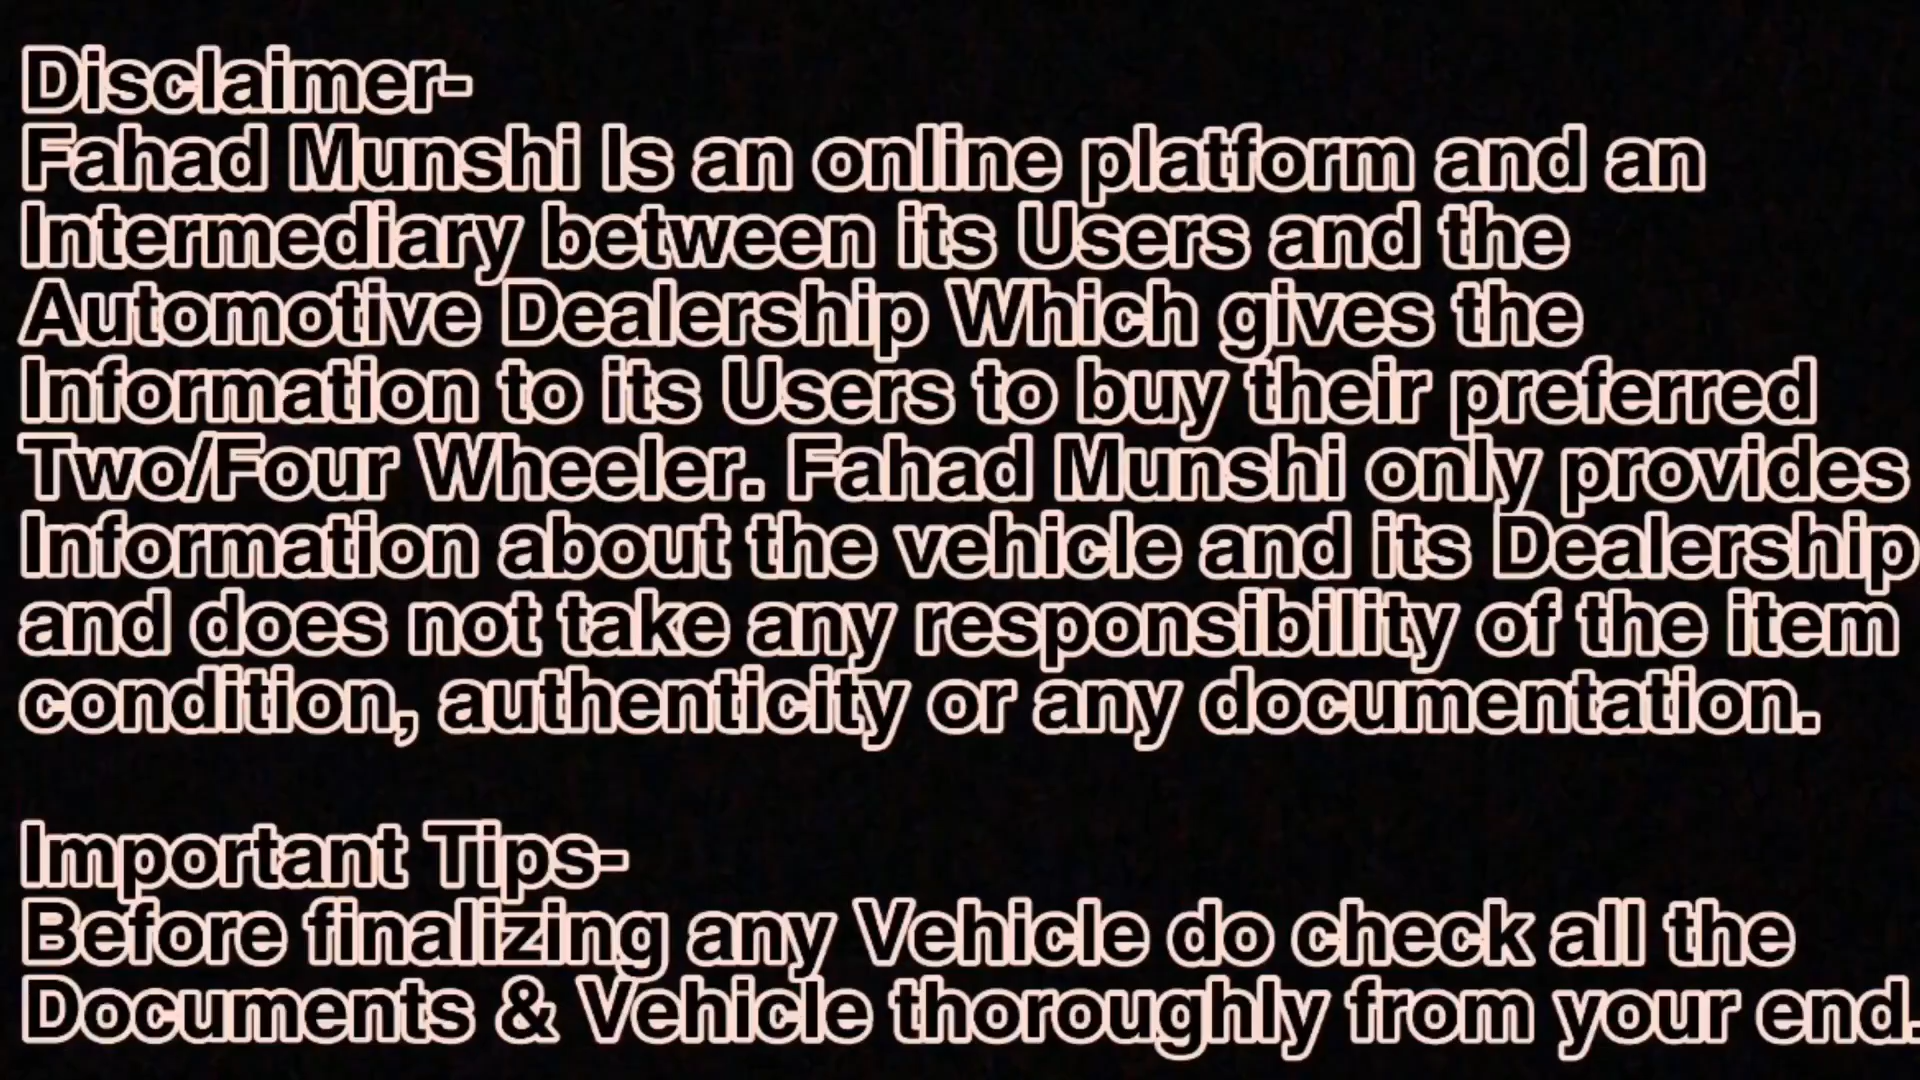 Disclaimer-
Fahad Munshi Is an online platform and an
Intermediary between its Users and the
Automotive Dealership Which gives the
Information to its Users to buy their preferred
Two/Four Wheeler. Fahad Munshi only provides
Information about the vehicle and its Dealership
and does not take any responsibility of the item
condition, authenticity or any documentation.
Important Tips-
Before finalizing any Vehicle do check all the
Documents & Vehicle thoroughly from your end.